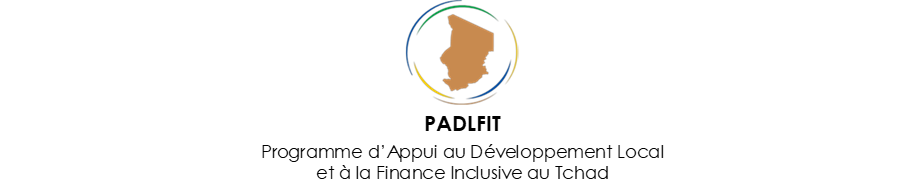 PADLFIT
Programme d'Appui au Développement Local
et à la Finance Inclusive au Tchad